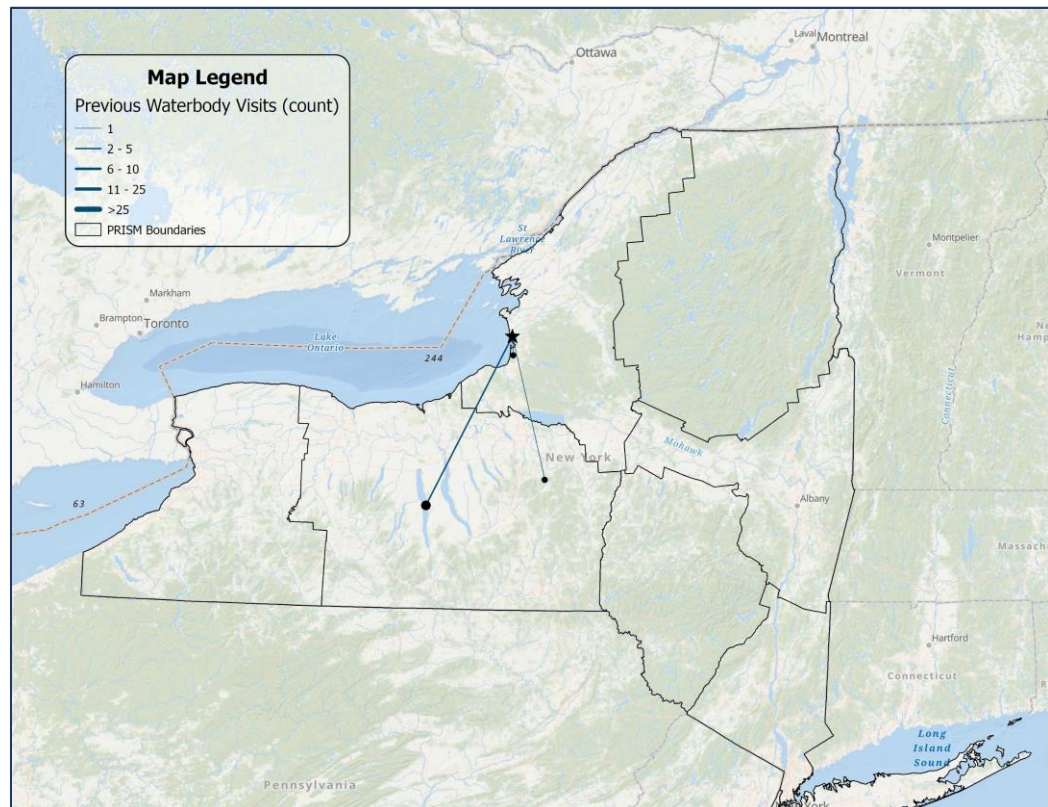 Map Legend
Previous Waterbody Visits (count)
1
2 - 5
6 - 10
11 - 25
>25
PRISM Boundaries
Ottawa
Laval
Montreal
St
Lawrence
River
Montpelier
Vermont
Markham
Brampton
Toronto
Lake
Ontario
244
Hamilton
Connecticut
Mohawk
New York
Albany
63
Hartford
Connecticut
Long
Island
Sound
Pennsylvania